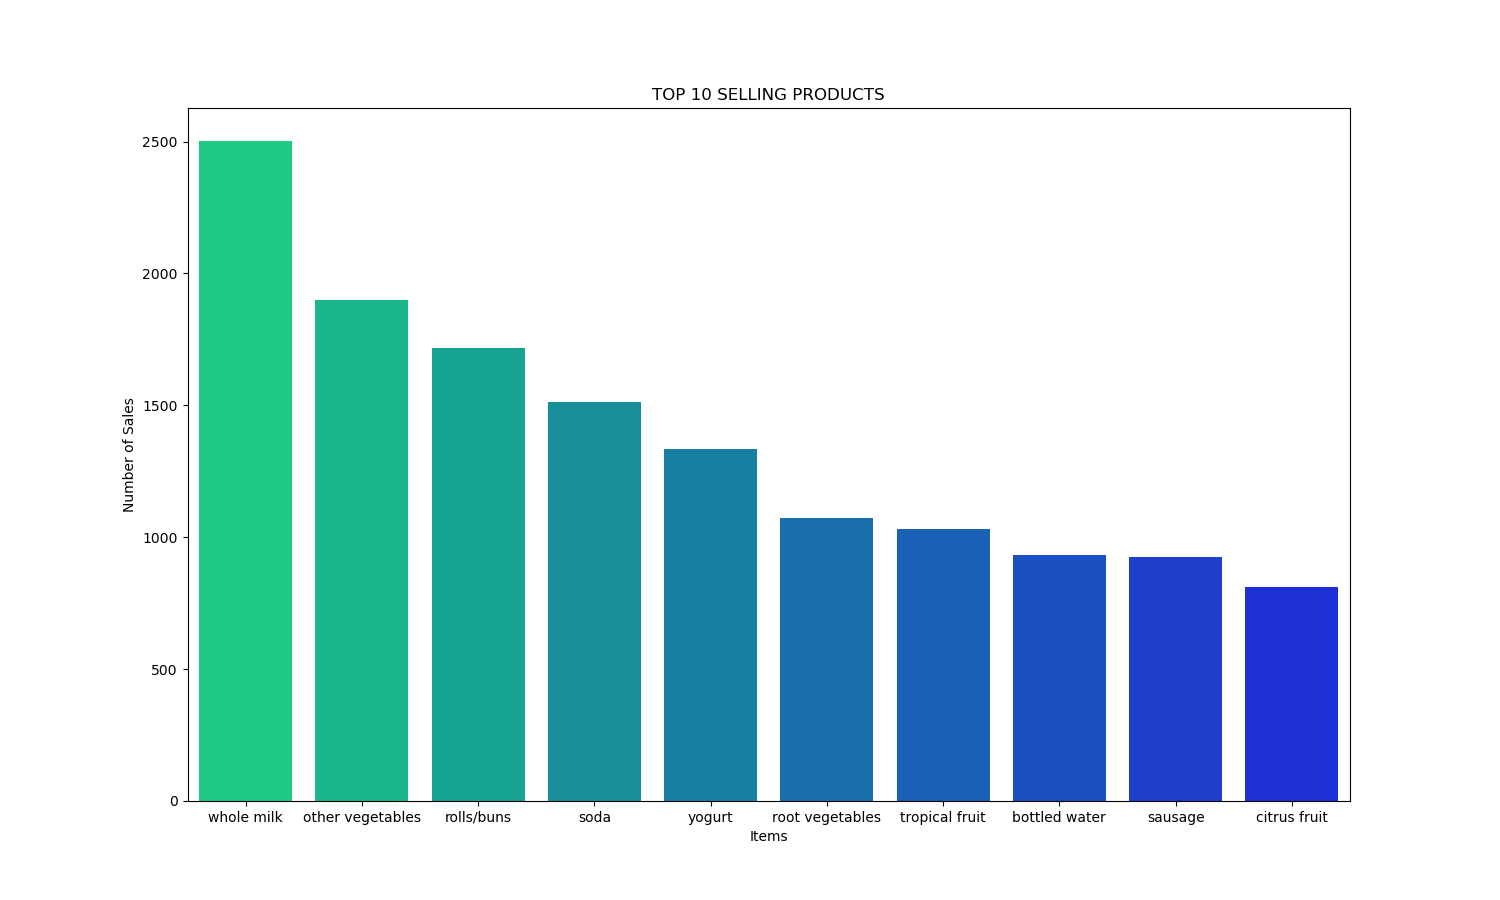 TOP 10 SELLING PRODUCTS
2500
2000
1500
1000
500
0
Number of Sales
whole milk other vegetables rolls/buns soda yogurt root vegetables tropical fruit bottled water sausage citrus fruit
Items